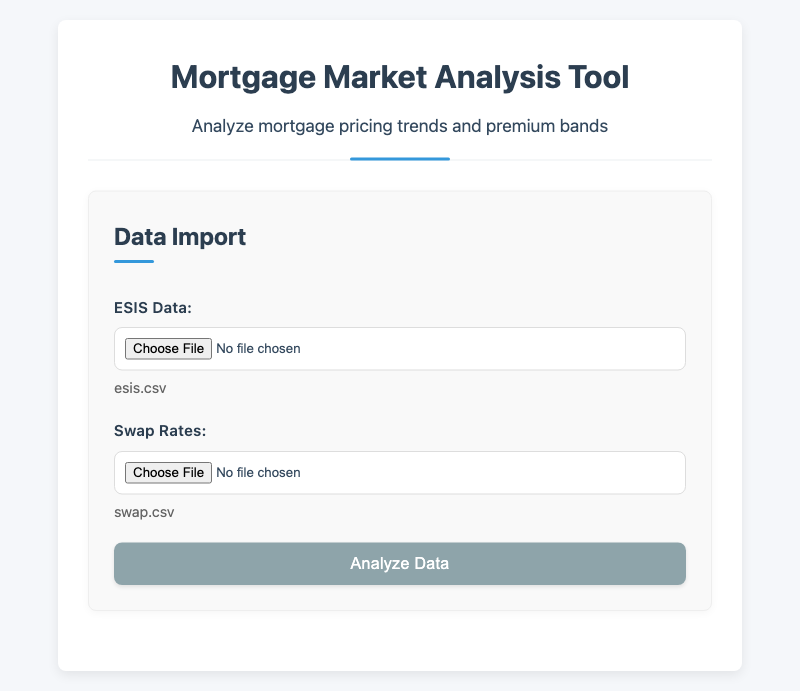 Mortgage Market Analysis Tool
Analyze mortgage pricing trends and premium bands
Data Import
ESIS Data:
Choose File No file chosen
esis.csv
Swap Rates:
Choose File No file chosen
swap.csv
Analyze Data